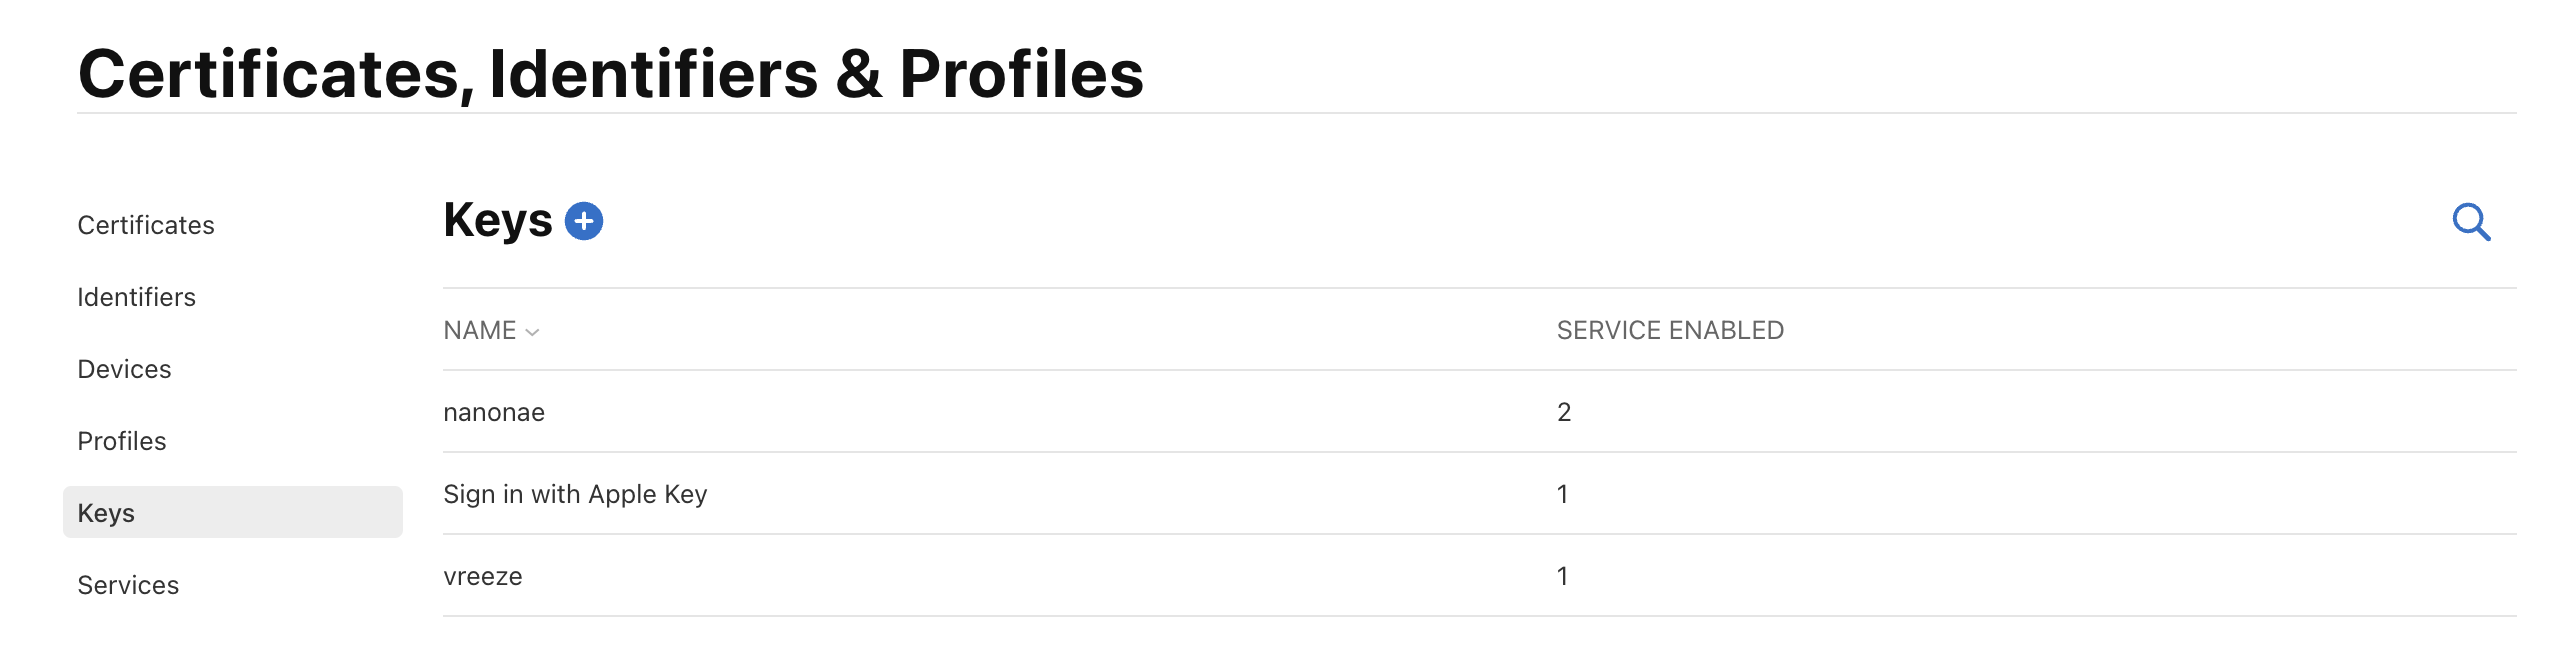 Certificates, Identifiers & Profiles
Certificates
Identifiers
Devices
Profiles
Keys
Services
Keys
NAME SERVICE ENABLED
nanonae 2
Sign in with Apple Key 1
vreeze 1